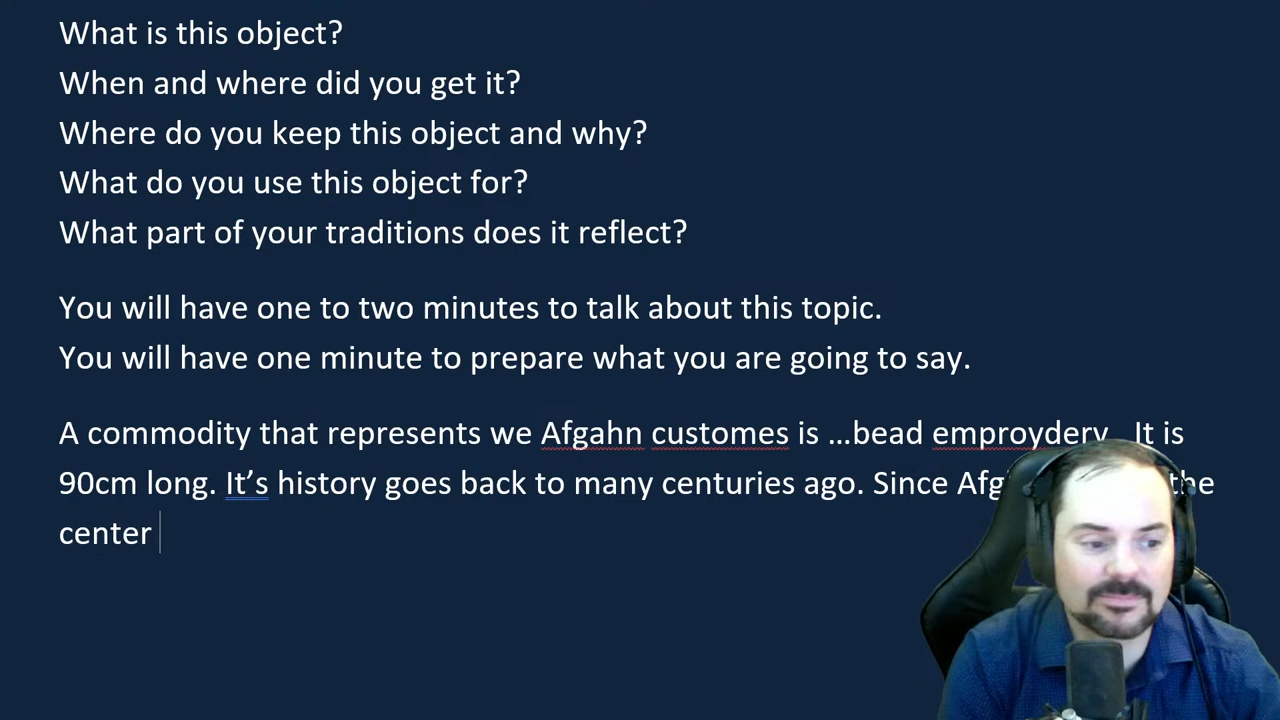 What is this object?
When and where did you get it?
Where do you keep this object and why?
What do you use this object for?
What part of your traditions does it reflect?
You will have one to two minutes to talk about this topic.
You will have one minute to prepare what you are going to say.
A commodity that represents we Afgahn customes is …bead emproydery. It is
90cm long. It’s history goes back to many centuries ago. Since the
center